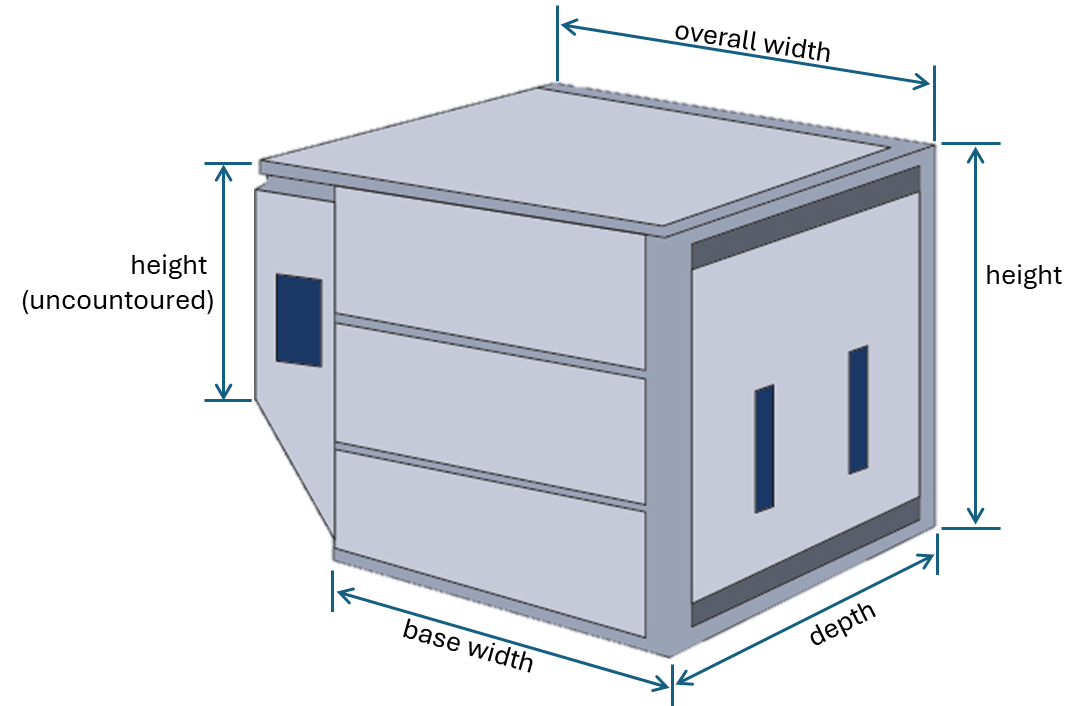 overall width
height
(uncountoured)
height
base width
depth